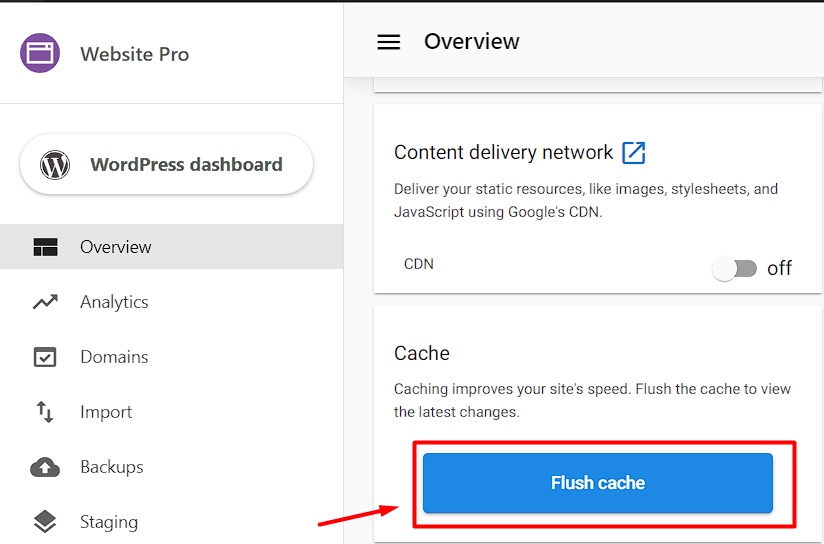 Website Pro
WordPress dashboard
Overview
Analytics
Domains
Import
Backups
Staging
Overview
Content delivery network
Deliver your static resources, like images, stylesheets, and
JavaScript using Google's CDN.
CDN
off
Cache
Caching improves your site's speed. Flush the cache to view
the latest changes.
Flush cache